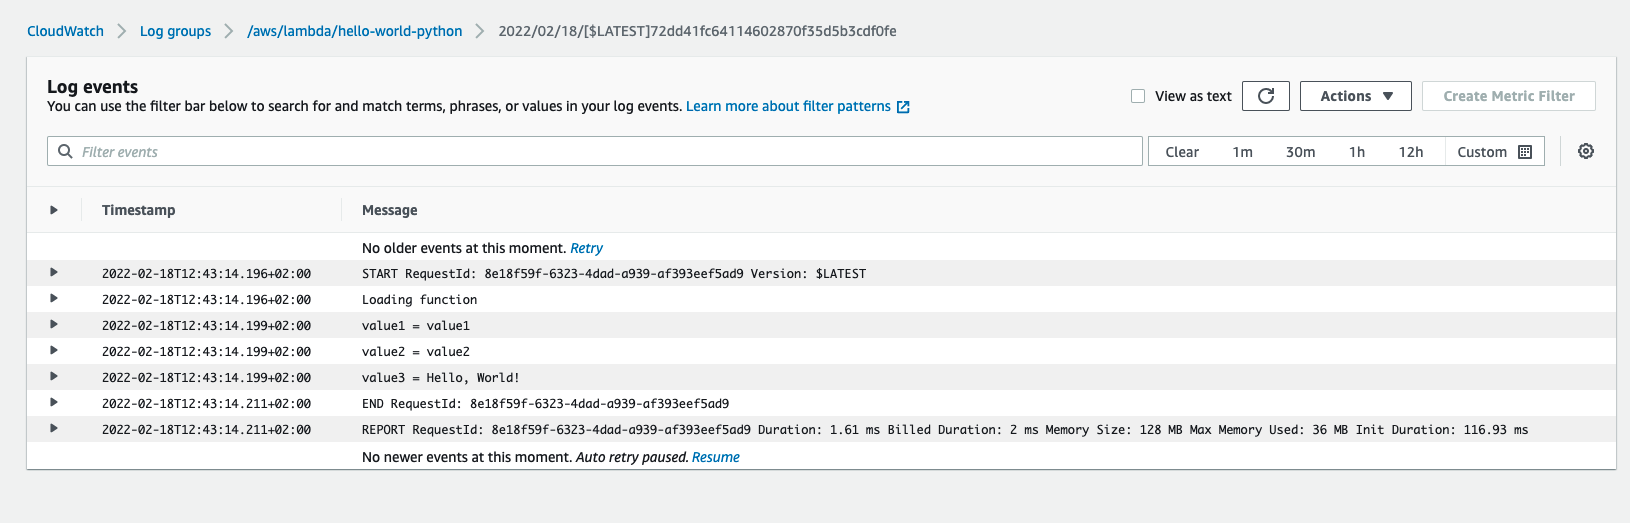 CloudWatch > Log groups > /aws/lambda/hello-world-python > 2022/02/18/[$LATEST]72dd41fc64114602870f35d5b3cdf0fe
Log events
You can use the filter bar below to search for and match terms, phrases, or values in your log events. Learn more about filter patterns
View as text
Actions
Create Metric Filter
Filter events
Clear 1m 30m 1h 12h Custom
Timestamp Message
No older events at this moment. Retry
2022-02-18T12:43:14.196+02:00 START RequestId: 8e18f59f-6323-4dad-a939-af393eef5ad9 Version: $LATEST
2022-02-18T12:43:14.196+02:00 Loading function
2022-02-18T12:43:14.199+02:00 value1 = value1
2022-02-18T12:43:14.199+02:00 value2 = value2
2022-02-18T12:43:14.199+02:00 value3 = Hello, World!
2022-02-18T12:43:14.211+02:00 END RequestId: 8e18f59f-6323-4dad-a939-af393eef5ad9
2022-02-18T12:43:14.211+02:00 REPORT RequestId: 8e18f59f-6323-4dad-a939-af393eef5ad9 Duration: 1.61 ms Billed Duration: 2 ms Memory Size: 128 MB Max Memory Used: 36 MB Init Duration: 116.93 ms
No newer events at this moment. Auto retry paused. Resume